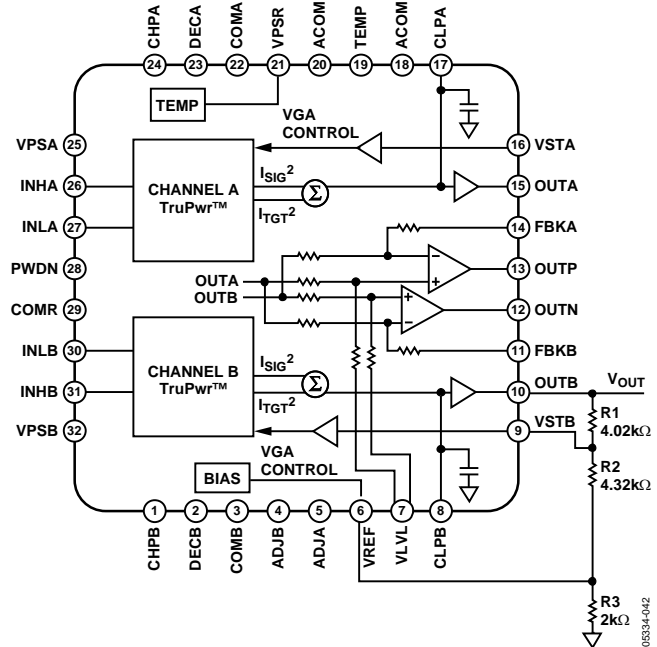 CHPA
DECA
COMA
VPSR
ACOM
TEMP
ACOM
CLPA
24
23
22
21
20
19
18
17
TEMP
VGA
CONTROL
VPSA 25
16 VSTA
INHA 26
CHANNEL A
TruPwr™
ISIG2
Σ
15 OUTA
INLA 27
ITGT2
14 FBKA
PWDN 28
OUTA
OUTB
−
+
13 OUTP
COMR 29
+
−
12 OUTN
INLB 30
CHANNEL B
TruPwr™
ISIG2
Σ
11 FBKB
INHB 31
ITGT2
10 OUTB
VOUT
VPSB 32
9 VSTB
R1
4.02kΩ
VGA
CONTROL
R2
4.32kΩ
BIAS
1
2
3
4
5
6
7
8
CHPB
DECB
COMB
ADJB
ADJA
VREF
VLVL
CLPB
R3
2kΩ
05334-042